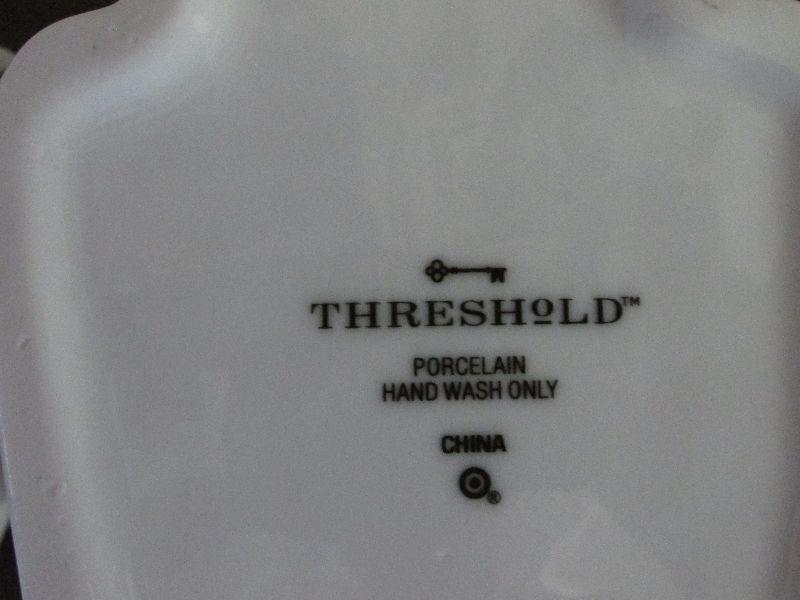 THRESHOLD™
PORCELAIN
HAND WASH ONLY
CHINA
®